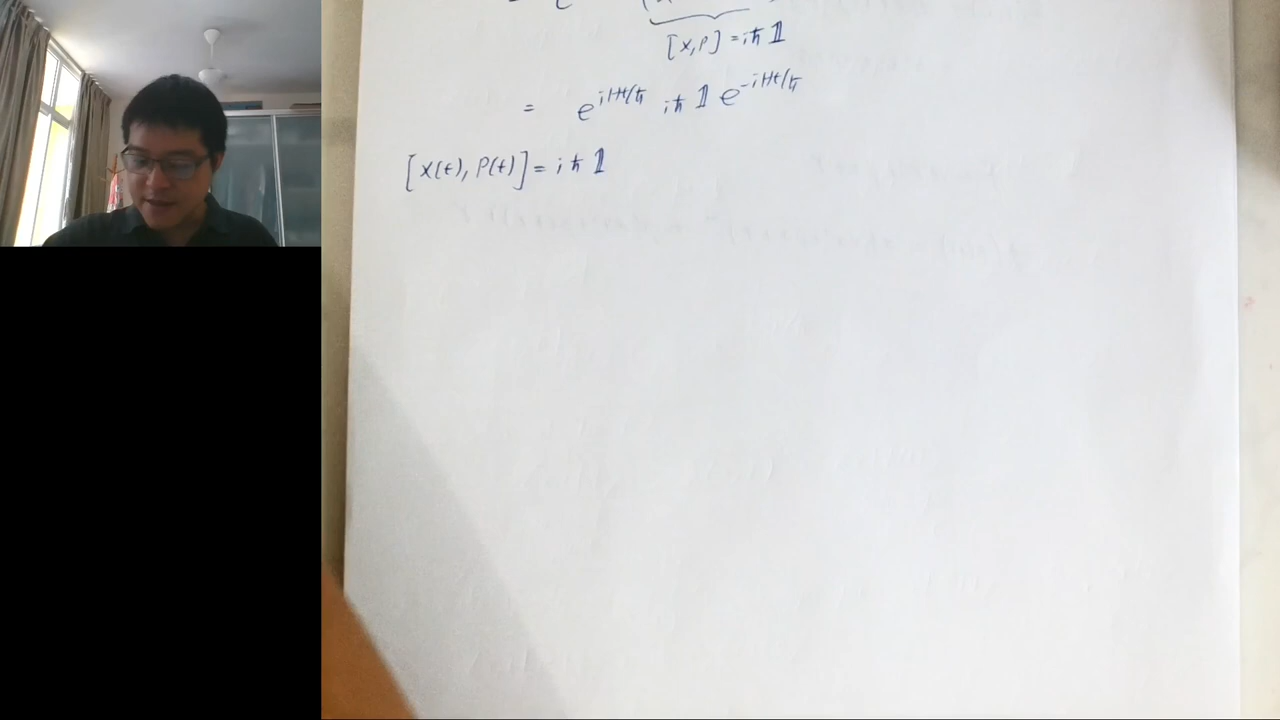 [x,p] = iħ 𝟙
= e^{iHt/ħ} iħ 𝟙 e^{-iHt/ħ}
[x(t), p(t)] = iħ 𝟙